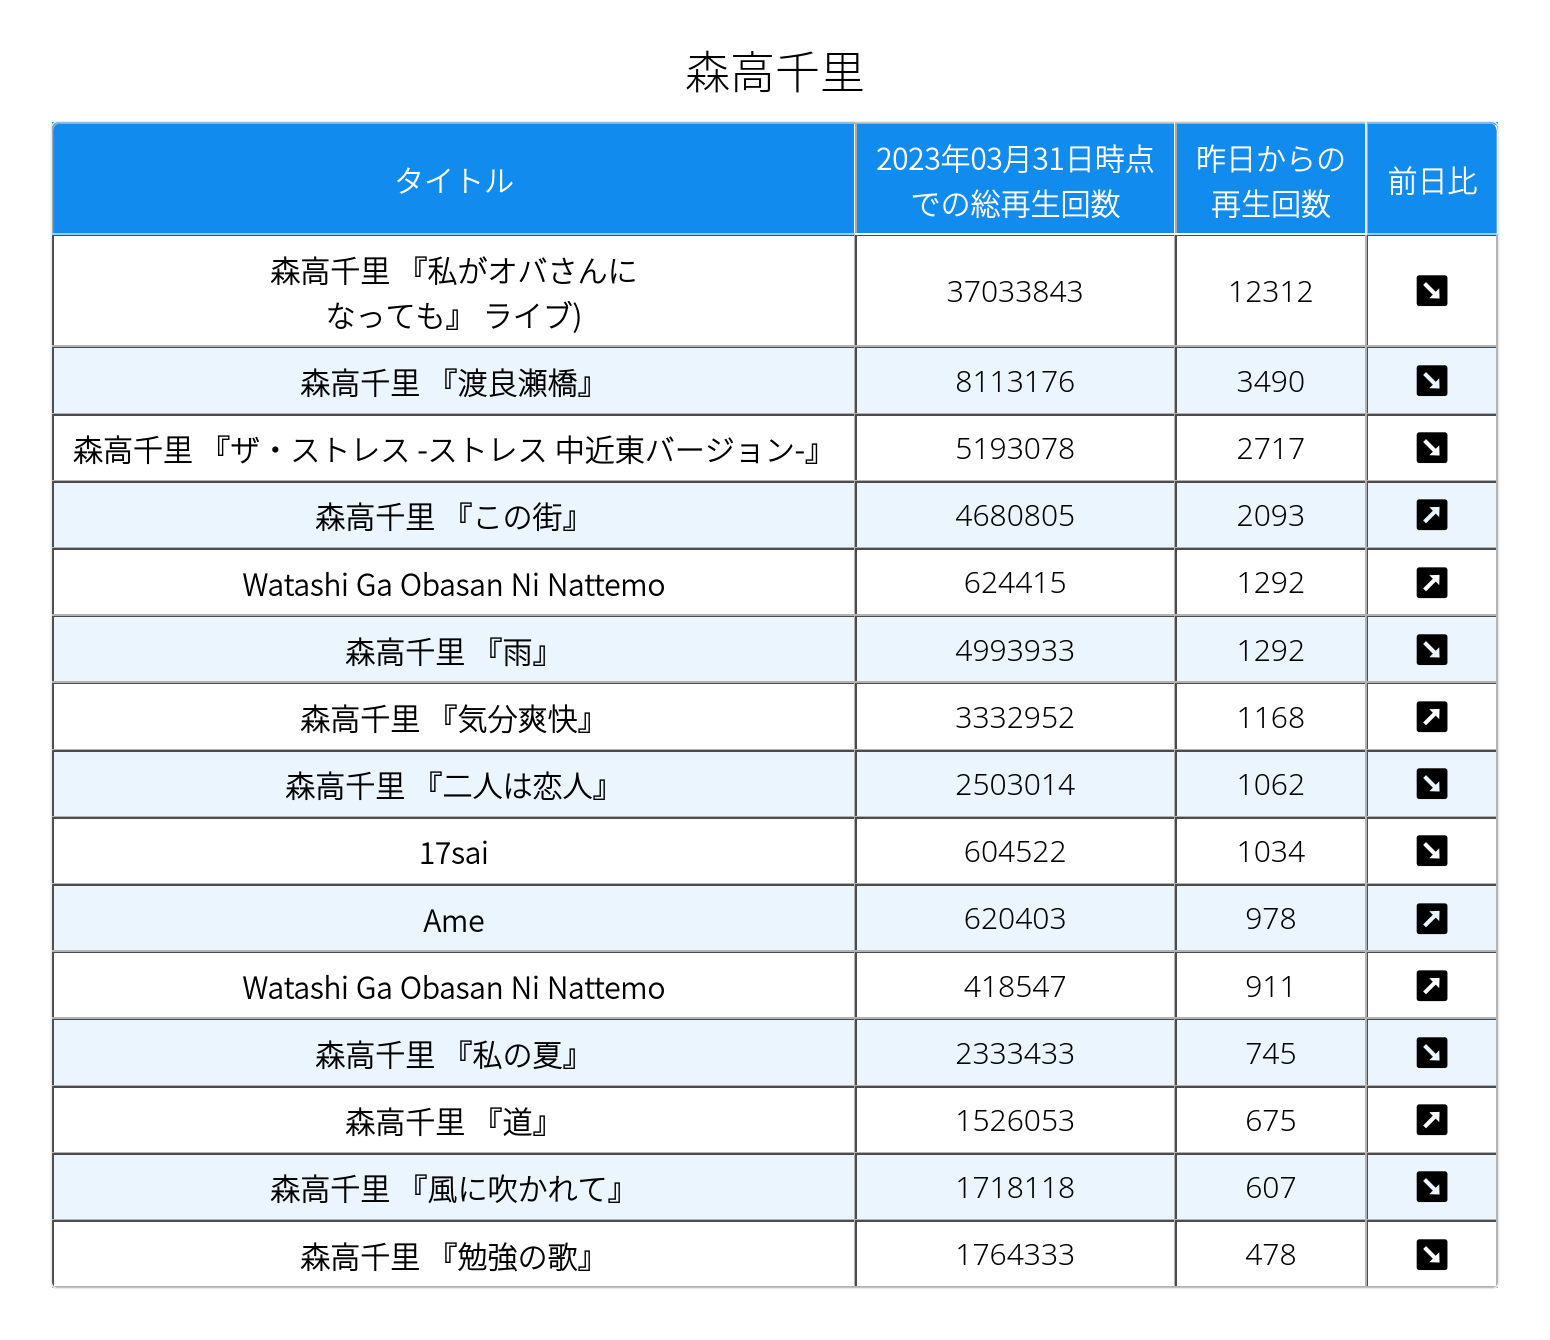 森高千里
タイトル
2023年03月31日時点
での総再生回数
昨日からの
再生回数
前日比
森高千里 『私がオバさんに
なっても』 ライブ)
37033843
12312
森高千里 『渡良瀬橋』
8113176
3490
森高千里 『ザ・ストレス -ストレス 中近東バージョン-』
5193078
2717
森高千里 『この街』
4680805
2093
Watashi Ga Obasan Ni Nattemo
624415
1292
森高千里 『雨』
4993933
1292
森高千里 『気分爽快』
3332952
1168
森高千里 『二人は恋人』
2503014
1062
17sai
604522
1034
Ame
620403
978
Watashi Ga Obasan Ni Nattemo
418547
911
森高千里 『私の夏』
2333433
745
森高千里 『道』
1526053
675
森高千里 『風に吹かれて』
1718118
607
森高千里 『勉強の歌』
1764333
478